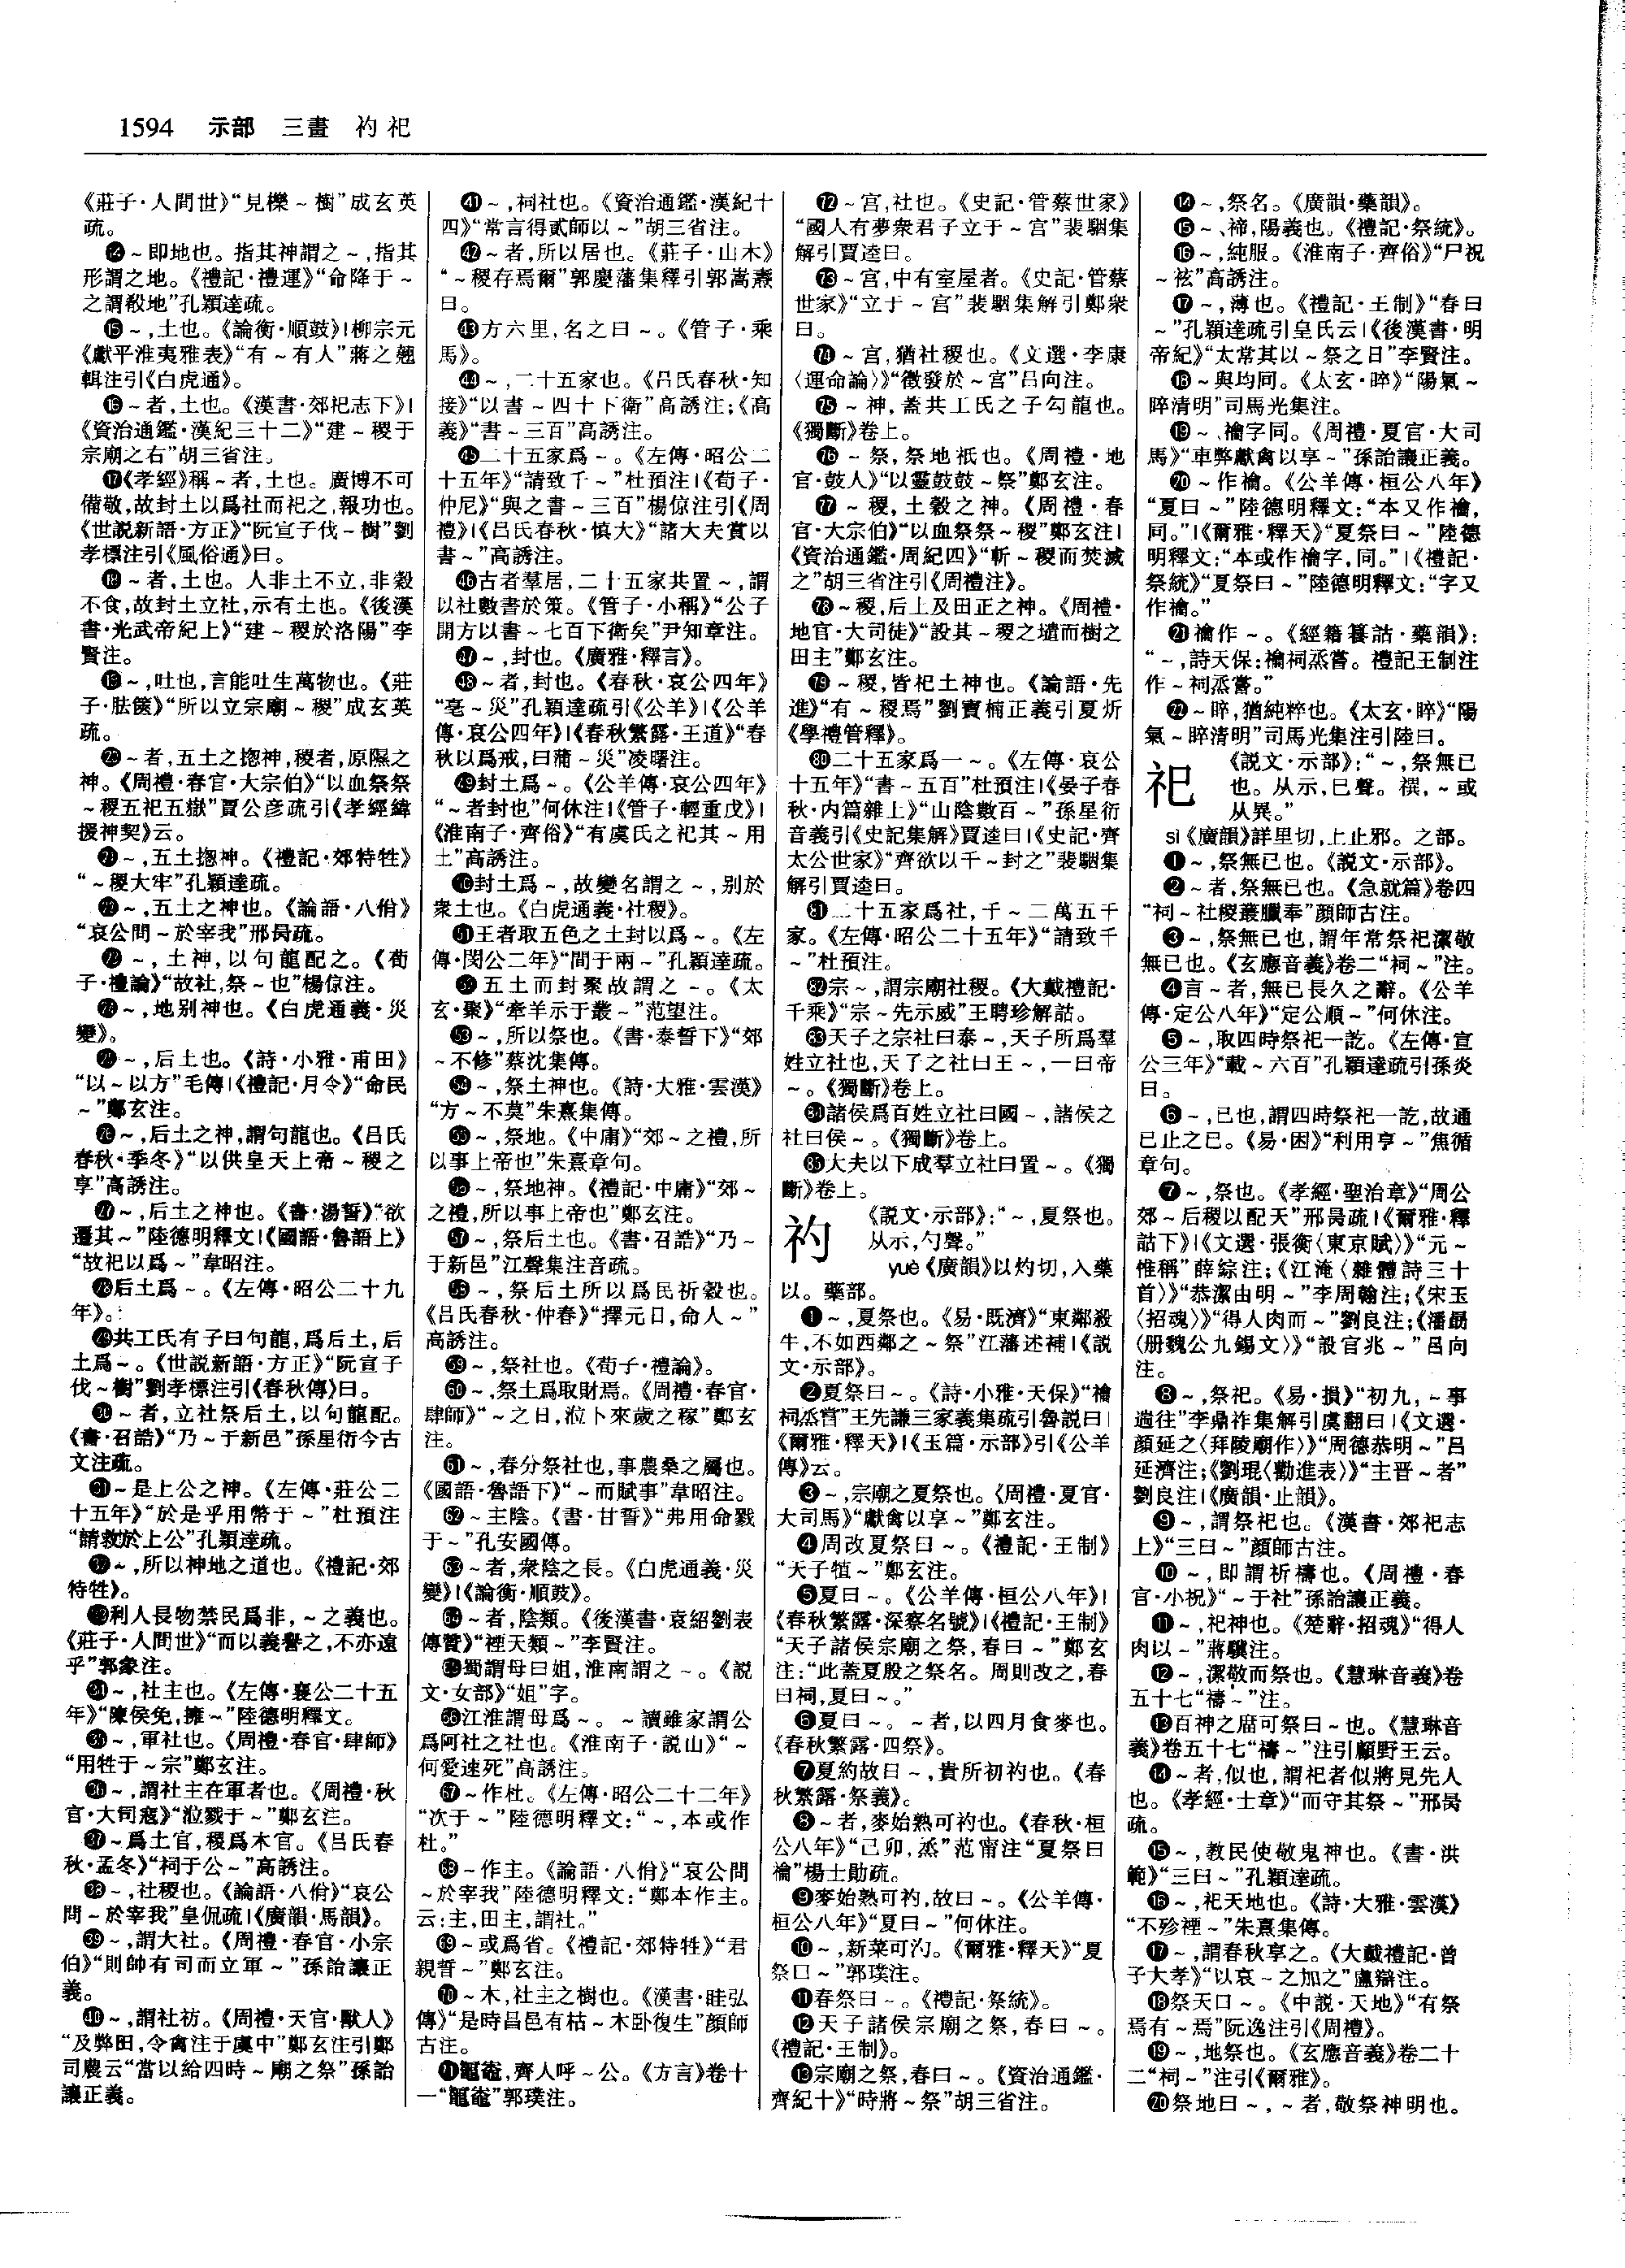 1594 示部 三畫 礿祀
《莊子·人間世》“見櫟～樹”成玄英
疏。
⓮～即地也。指其神謂之～,指其
形謂之地。《禮記·禮運》“命降于～
之謂殽地”孔穎達疏。
⓯～,土也。《論衡·順鼓》|柳宗元
《獻平淮夷雅表》“有～有人”蔣之翹
輯注引《白虎通》。
⓰～者,土也。《漢書·郊祀志下》|
《資治通鑑·漢紀三十二》“建～稷于
宗廟之右”胡三省注。
⓱《孝經》稱～者,土也。廣博不可
備敬,故封土以爲社而祀之,報功也。
《世説新語·方正》“阮宣子伐～樹”劉
孝標注引《風俗通》曰。
⓲～者,土也。人非土不立,非穀
不食,故封土立社,示有土也。《後漢
書·光武帝紀上》“建～稷於洛陽”李
賢注。
⓳～,吐也,言能吐生萬物也。《莊
子·胠篋》“所以立宗廟～稷”成玄英
疏。
⓴～者,五土之揔神,稷者,原隰之
神。《周禮·春官·大宗伯》“以血祭祭
～稷五祀五嶽”賈公彦疏引《孝經緯
援神契》云。
㉑～,五土揔神。《禮記·郊特牲》
“～稷大牢”孔穎達疏。
㉒～,五土之神也。《論語·八佾》
“哀公問～於宰我”邢昺疏。
㉓～,土神,以句龍配之。《荀
子·禮論》“故社,祭～也”楊倞注。
㉔～,地别神也。《白虎通義·災
變》。
㉕～,后土也。《詩·小雅·甫田》
“以～以方”毛傳|《禮記·月令》“命民
～”鄭玄注。
㉖～,后土之神,謂句龍也。《吕氏
春秋·季冬》“以供皇天上帝～稷之
享”高誘注。
㉗～,后土之神也。《書·湯誓》“欲
遷其～”陸德明釋文|《國語·魯語上》
“故祀以爲～”韋昭注。
㉘后土爲～。《左傳·昭公二十九
年》。
㉙共工氏有子曰句龍,爲后土,后
土爲～。《世説新語·方正》“阮宣子
伐～樹”劉孝標注引《春秋傳》曰。
㉚～者,立社祭后土,以句龍配。
《書·召誥》“乃～于新邑”孫星衍今古
文注疏。
㉛～是上公之神。《左傳·莊公二
十五年》“於是乎用幣于～”杜預注
“請救於上公”孔穎達疏。
㉜～,所以神地之道也。《禮記·郊
特牲》。
㉝利人長物禁民爲非,～之義也。
《莊子·人間世》“而以義譽之,不亦遠
乎”郭象注。
㉞～,社主也。《左傳·襄公二十五
年》“陳侯免,擁～”陸德明釋文。
㉟～,軍社也。《周禮·春官·肆師》
“用牲于～宗”鄭玄注。
㊱～,謂社主在軍者也。《周禮·秋
官·大司寇》“涖戮于～”鄭玄注。
㊲～爲土官,稷爲木官。《吕氏春
秋·孟冬》“祠于公～”高誘注。
㊳～,社稷也。《論語·八佾》“哀公
問～於宰我”皇侃疏|《廣韻·馬韻》。
㊴～,謂大社。《周禮·春官·小宗
伯》“則帥有司而立軍～”孫詒讓正
義。
㊵～,謂社祊。《周禮·天官·獸人》
“及弊田,令禽注于虞中”鄭玄注引鄭
司農云“當以給四時～廟之祭”孫詒
讓正義。
㊶～,祠社也。《資治通鑑·漢紀十
四》“常言得貳師以～”胡三省注。
㊷～者,所以居也。《莊子·山木》
“～稷存焉爾”郭慶藩集釋引郭嵩燾
曰。
㊸方六里,名之曰～。《管子·乘
馬》。
㊹～,二十五家也。《吕氏春秋·知
接》“以書～四十下衛”高誘注;《高
義》“書～三百”高誘注。
㊺二十五家爲～。《左傳·昭公二
十五年》“請致千～”杜預注|《荀子·
仲尼》“與之書～三百”楊倞注引《周
禮》|《吕氏春秋·慎大》“諸大夫賞以
書～”高誘注。
㊻古者羣居,二十五家共置～,謂
以社數書於策。《管子·小稱》“公子
開方以書～七百下衛矣”尹知章注。
㊼～,封也。《廣雅·釋言》。
㊽～者,封也。《春秋·哀公四年》
“亳～災”孔穎達疏引《公羊》|《公羊
傳·哀公四年》|《春秋繁露·王道》“春
秋以爲戒,曰蒲～災”凌曙注。
㊾封土爲～。《公羊傳·哀公四年》
“～者封也”何休注|《管子·輕重戊》|
《淮南子·齊俗》“有虞氏之祀其～用
土”高誘注。
㊿封土爲～,故變名謂之～,别於
衆土也。《白虎通義·社稷》。
51王者取五色之土封以爲～。《左
傳·閔公二年》“間于兩～”孔穎達疏。
52五土而封聚故謂之～。《太
玄·聚》“牽羊示于叢～”范望注。
53～,所以祭也。《書·泰誓下》“郊
～不修”蔡沈集傳。
54～,祭土神也。《詩·大雅·雲漢》
“方～不莫”朱熹集傳。
55～,祭地。《中庸》“郊～之禮,所
以事上帝也”朱熹章句。
56～,祭地神。《禮記·中庸》“郊～
之禮,所以事上帝也”鄭玄注。
57～,祭后土也。《書·召誥》“乃～
于新邑”江聲集注音疏。
58～,祭后土所以爲民祈穀也。
《吕氏春秋·仲春》“擇元日,命人～”
高誘注。
59～,祭社也。《荀子·禮論》。
60～,祭土爲取財焉。《周禮·春官·
肆師》“～之日,涖卜來歲之稼”鄭玄
注。
61～,春分祭社也,事農桑之屬也。
《國語·魯語下》“～而賦事”韋昭注。
62～主陰。《書·甘誓》“弗用命戮
于～”孔安國傳。
63～者,衆陰之長。《白虎通義·災
變》|《論衡·順鼓》。
64～者,陰類。《後漢書·袁紹劉表
傳贊》“禋天類～”李賢注。
65蜀謂母曰姐,淮南謂之～。《説
文·女部》“姐”字。
66江淮謂母爲～。～讀雖家謂公
爲阿社之社也。《淮南子·説山》“～
何愛速死”高誘注。
67～作杜。《左傳·昭公二十二年》
“次于～”陸德明釋文:“～,本或作
杜。”
68～作主。《論語·八佾》“哀公問
～於宰我”陸德明釋文:“鄭本作主。
云:主,田主,謂社。”
69～或爲省。《禮記·郊特牲》“君
親誓～”鄭玄注。
70～木,社主之樹也。《漢書·眭弘
傳》“是時昌邑有枯～木卧復生”顔師
古注。
71鼀𪓰,齊人呼～公。《方言》卷十
一“鼀𪓰”郭璞注。
72～宫,社也。《史記·管蔡世家》
“國人有夢衆君子立于～宫”裴駰集
解引賈逵曰。
73～宫,中有室屋者。《史記·管蔡
世家》“立于～宫”裴駰集解引鄭衆
曰。
74～宫,猶社稷也。《文選·李康
〈運命論〉》“徵發於～宫”吕向注。
75～神,蓋共工氏之子勾龍也。
《獨斷》卷上。
76～祭,祭地祇也。《周禮·地
官·鼓人》“以靈鼓鼓～祭”鄭玄注。
77～稷,土穀之神。《周禮·春
官·大宗伯》“以血祭祭～稷”鄭玄注|
《資治通鑑·周紀四》“斬～稷而焚滅
之”胡三省注引《周禮注》。
78～稷,后土及田正之神。《周禮·
地官·大司徒》“設其～稷之壝而樹之
田主”鄭玄注。
79～稷,皆祀土神也。《論語·先
進》“有～稷焉”劉寶楠正義引夏炘
《學禮管釋》。
80二十五家爲一～。《左傳·哀公
十五年》“書～五百”杜預注|《晏子春
秋·内篇雜上》“山陰數百～”孫星衍
音義引《史記集解》賈逵曰|《史記·齊
太公世家》“齊欲以千～封之”裴駰集
解引賈逵曰。
81二十五家爲社,千～二萬五千
家。《左傳·昭公二十五年》“請致千
～”杜預注。
82宗～,謂宗廟社稷。《大戴禮記·
千乘》“宗～先示威”王聘珍解詁。
83天子之宗社曰泰～,天子所爲羣
姓立社也,天子之社曰王～,一曰帝
～。《獨斷》卷上。
84諸侯爲百姓立社曰國～,諸侯之
社曰侯～。《獨斷》卷上。
85大夫以下成羣立社曰置～。《獨
斷》卷上。
礿 《説文·示部》:“～,夏祭也。
从示,勺聲。”
yuè《廣韻》以灼切,入藥
以。藥部。
❶～,夏祭也。《易·既濟》“東鄰殺
牛,不如西鄰之～祭”江藩述補|《説
文·示部》。
❷夏祭曰～。《詩·小雅·天保》“禴
祠烝嘗”王先謙三家義集疏引魯説曰|
《爾雅·釋天》|《玉篇·示部》引《公羊
傳》云。
❸～,宗廟之夏祭也。《周禮·夏官·
大司馬》“獻禽以享～”鄭玄注。
❹周改夏祭曰～。《禮記·王制》
“天子犆～”鄭玄注。
❺夏曰～。《公羊傳·桓公八年》|
《春秋繁露·深察名號》|《禮記·王制》
“天子諸侯宗廟之祭,春曰～”鄭玄
注:“此蓋夏殷之祭名。周則改之,春
曰祠,夏曰～。”
❻夏曰～。～者,以四月食麥也。
《春秋繁露·四祭》。
❼夏約故曰～,貴所初礿也。《春
秋繁露·祭義》。
❽～者,麥始熟可礿也。《春秋·桓
公八年》“己卯,烝”范甯注“夏祭曰
禴”楊士勛疏。
❾麥始熟可礿,故曰～。《公羊傳·
桓公八年》“夏曰～”何休注。
❿～,新菜可汋。《爾雅·釋天》“夏
祭曰～”郭璞注。
⓫春祭曰～。《禮記·祭統》。
⓬天子諸侯宗廟之祭,春曰～。
《禮記·王制》。
⓭宗廟之祭,春曰～。《資治通鑑·
齊紀十》“時將～祭”胡三省注。
⓮～,祭名。《廣韻·藥韻》。
⓯～、禘,陽義也。《禮記·祭統》。
⓰～,純服。《淮南子·齊俗》“尸祝
～袨”高誘注。
⓱～,薄也。《禮記·王制》“春曰
～”孔穎達疏引皇氏云|《後漢書·明
帝紀》“太常其以～祭之日”李賢注。
⓲～與均同。《太玄·睟》“陽氣～
睟清明”司馬光集注。
⓳～、禴字同。《周禮·夏官·大司
馬》“車弊獻禽以享～”孫詒讓正義。
⓴～作禴。《公羊傳·桓公八年》
“夏曰～”陸德明釋文:“本又作禴,
同。”|《爾雅·釋天》“夏祭曰～”陸德
明釋文:“本或作禴字,同。”|《禮記·
祭統》“夏祭曰～”陸德明釋文:“字又
作禴。”
㉑禴作～。《經籍籑詁·藥韻》:
“～,詩天保:禴祠烝嘗。禮記王制注
作～祠烝嘗。”
㉒～睟,猶純粹也。《太玄·睟》“陽
氣～睟清明”司馬光集注引陸曰。
祀 《説文·示部》:“～,祭無已
也。从示,巳聲。禩,～或
从異。”
sì《廣韻》詳里切,上止邪。之部。
❶～,祭無已也。《説文·示部》。
❷～者,祭無已也。《急就篇》卷四
“祠～社稷叢臘奉”顔師古注。
❸～,祭無已也,謂年常祭祀潔敬
無已也。《玄應音義》卷二“祠～”注。
❹言～者,無已長久之辭。《公羊
傳·定公八年》“定公順～”何休注。
❺～,取四時祭祀一訖。《左傳·宣
公三年》“載～六百”孔穎達疏引孫炎
曰。
❻～,已也,謂四時祭祀一訖,故通
已止之已。《易·困》“利用亨～”焦循
章句。
❼～,祭也。《孝經·聖治章》“周公
郊～后稷以配天”邢昺疏|《爾雅·釋
詁下》|《文選·張衡〈東京賦〉》“元～
惟稱”薛綜注;《江淹〈雜體詩三十
首〉》“恭潔由明～”李周翰注;《宋玉
〈招魂〉》“得人肉而～”劉良注;《潘勗
〈册魏公九錫文〉》“設官兆～”吕向
注。
❽～,祭祀。《易·損》“初九,～事
遄往”李鼎祚集解引虞翻曰|《文選·
顔延之〈拜陵廟作〉》“周德恭明～”吕
延濟注;《劉琨〈勸進表〉》“主晋～者”
劉良注|《廣韻·止韻》。
❾～,謂祭祀也。《漢書·郊祀志
上》“三曰～”顔師古注。
❿～,即謂祈禱也。《周禮·春
官·小祝》“～于社”孫詒讓正義。
⓫～,祀神也。《楚辭·招魂》“得人
肉以～”蔣驥注。
⓬～,潔敬而祭也。《慧琳音義》卷
五十七“禱～”注。
⓭百神之庿可祭曰～也。《慧琳音
義》卷五十七“禱～”注引顧野王云。
⓮～者,似也,謂祀者似將見先人
也。《孝經·士章》“而守其祭～”邢昺
疏。
⓯～,教民使敬鬼神也。《書·洪
範》“三曰～”孔穎達疏。
⓰～,祀天地也。《詩·大雅·雲漢》
“不殄禋～”朱熹集傳。
⓱～,謂春秋享之。《大戴禮記·曾
子大孝》“以哀～之加之”盧辯注。
⓲祭天曰～。《中説·天地》“有祭
焉有～焉”阮逸注引《周禮》。
⓳～,地祭也。《玄應音義》卷二十
二“祠～”注引《爾雅》。
⓴祭地曰～,～者,敬祭神明也。